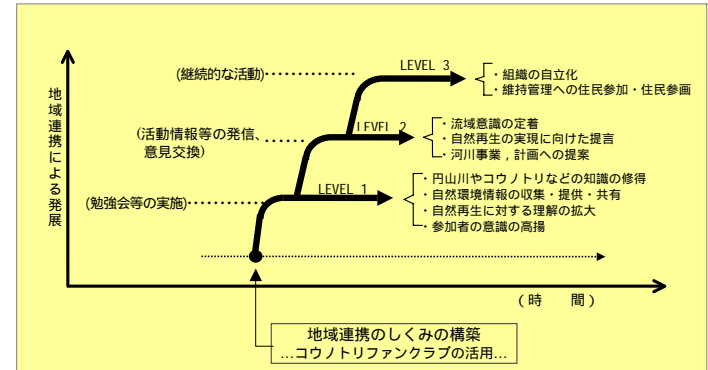 地域連携による発展
(継続的な活動)
LEVEL 3
・組織の自立化
・維持管理への住民参加・住民参画
(活動情報等の発信、
意見交換)
LEVEL 2
・流域意識の定着
・自然再生の実現に向けた提言
・河川事業，計画への提案
(勉強会等の実施)
LEVEL 1
・円山川やコウノトリなどの知識の修得
・自然環境情報の収集・提供・共有
・自然再生に対する理解の拡大
・参加者の意識の高揚
(時　間)
地域連携のしくみの構築
…コウノトリファンクラブの活用…